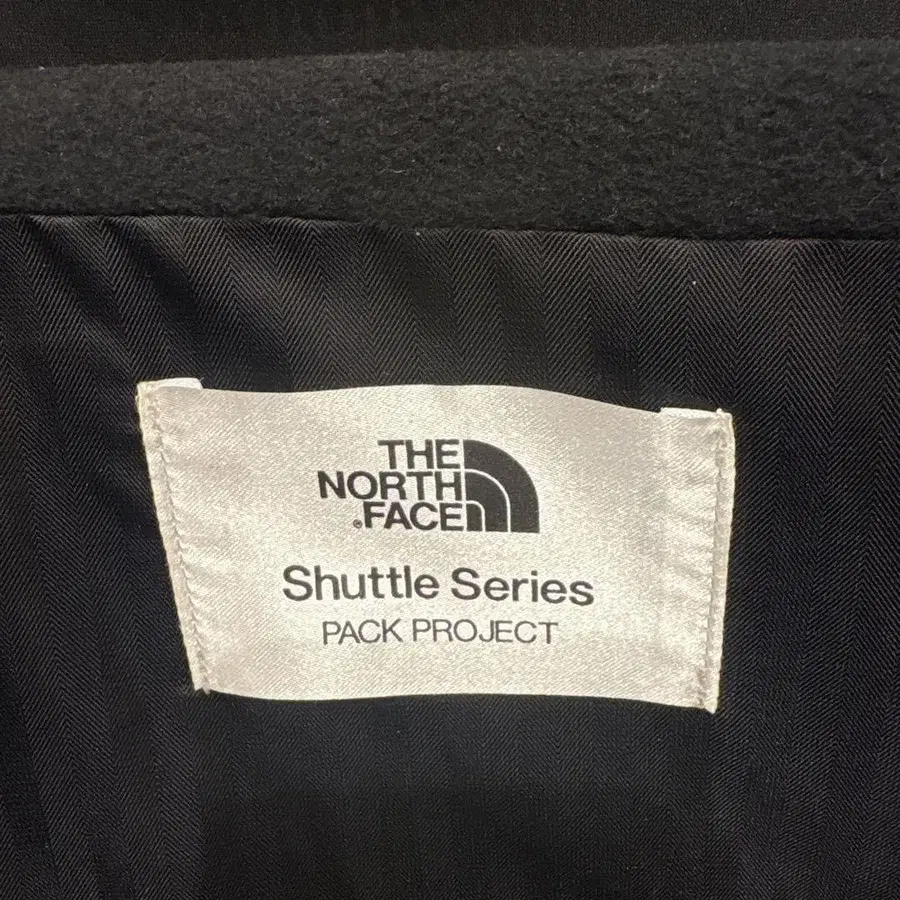 THE
NORTH
FACE
Shuttle Series
PACK PROJECT